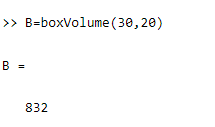 >> B=boxVolume(30,20)
B =
832